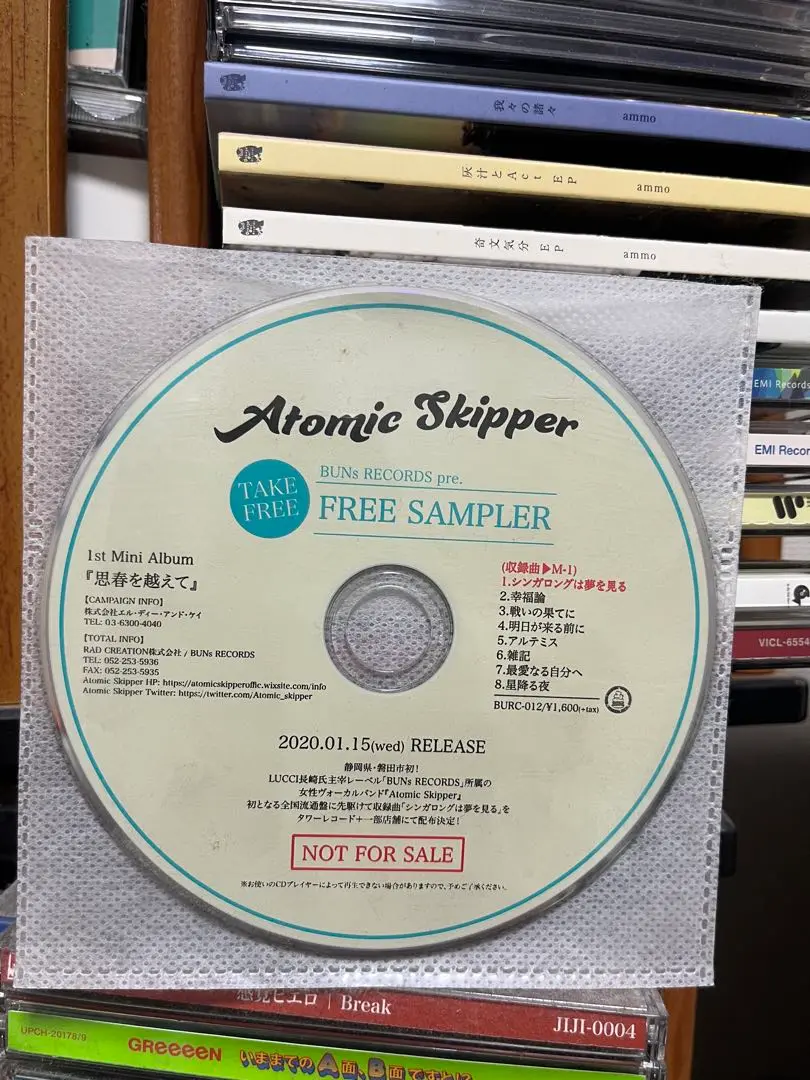 我々の諸々
ammo
灰汁とAct EP
ammo
奇文気分 EP
ammo
EMI Records
EMI Recor
VICL-6554
Atomic Skipper
TAKE
FREE
BUNs RECORDS pre.
FREE SAMPLER
1st Mini Album
『思春を越えて』
【CAMPAIGN INFO】
株式会社エル・ディー・アンド・ケイ
TEL: 03-6300-4040
【TOTAL INFO】
RAD CREATION株式会社 / BUNs RECORDS
TEL: 052-253-5936
FAX: 052-253-5935
Atomic Skipper HP: https://atomicskipperoffic.wixsite.com/info
Atomic Skipper Twitter: https://twitter.com/Atomic_skipper
(収録曲▶M-1)
1.シンガロングは夢を見る
2.幸福論
3.戦いの果てに
4.明日が来る前に
5.アルテミス
6.雑記
7.最愛なる自分へ
8.星降る夜
BURC-012/¥1,600(+tax)
2020.01.15(wed) RELEASE
静岡県・磐田市初!
LUCCI長崎氏主宰レーベル「BUNs RECORDS」所属の
女性ヴォーカルバンド『Atomic Skipper』
初となる全国流通盤に先駆けて収録曲「シンガロングは夢を見る」を
タワーレコード+一部店舗にて配布決定!
NOT FOR SALE
※お使いのCDプレイヤーによって再生できない場合がありますので、予めご了承ください。
感覚ピエロ | Break
JIJI-0004
UPCH-20178/9
GReeeeN
いままでのA面、B面ですと!?